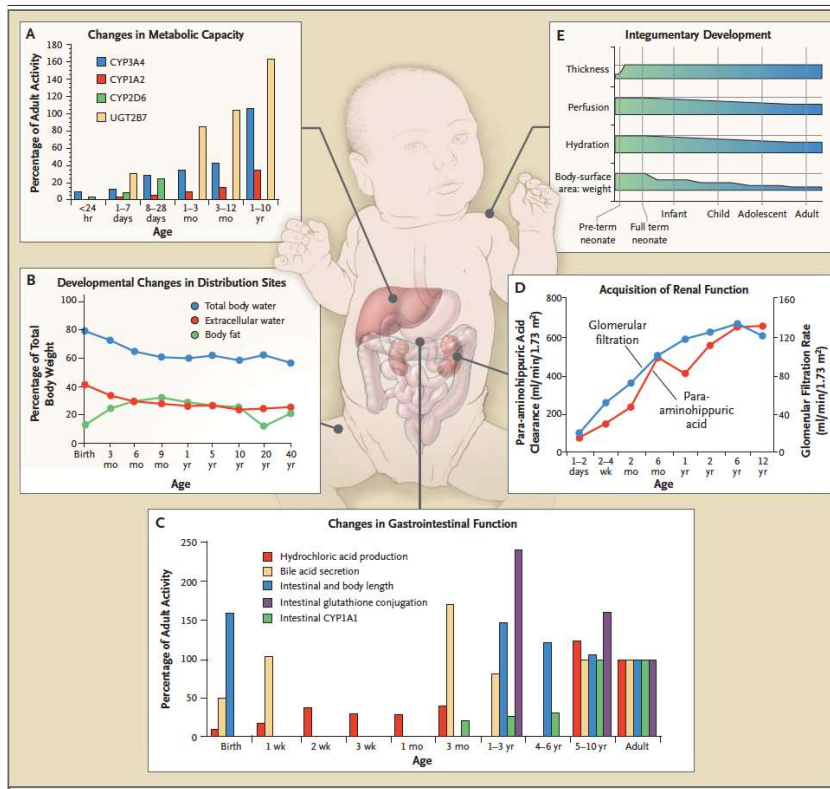 A
Changes in Metabolic Capacity
Percentage of Adult Activity
180
160
140
120
100
80
60
40
20
0
CYP3A4
CYP1A2
CYP2D6
UGT2B7
<24 hr
1–7 days
8–28 days
1–3 mo
3–12 mo
1–10 yr
Age
E
Integumentary Development
Thickness
Perfusion
Hydration
Body-surface
area: weight
Infant Child Adolescent Adult
Pre-term
neonate
Full term
neonate
B
Developmental Changes in Distribution Sites
Percentage of Total
Body Weight
100
80
60
40
20
0
Total body water
Extracellular water
Body fat
Birth
3 mo
6 mo
9 mo
1 yr
5 yr
10 yr
20 yr
40 yr
Age
D
Acquisition of Renal Function
Para-aminohippuric Acid
Clearance (ml/min/1.73 m²)
800
600
400
200
0
Glomerular
filtration
Para-
aminohippuric
acid
160
120
80
40
0
Glomerular Filtration Rate
(ml/min/1.73 m²)
1–2 days
2–4 wk
2 mo
6 mo
1 yr
2 yr
6 yr
12 yr
Age
C
Changes in Gastrointestinal Function
Percentage of Adult Activity
250
200
150
100
50
0
Hydrochloric acid production
Bile acid secretion
Intestinal and body length
Intestinal glutathione conjugation
Intestinal CYP1A1
Birth
1 wk
2 wk
3 wk
1 mo
3 mo
1–3 yr
4–6 yr
5–10 yr
Adult
Age